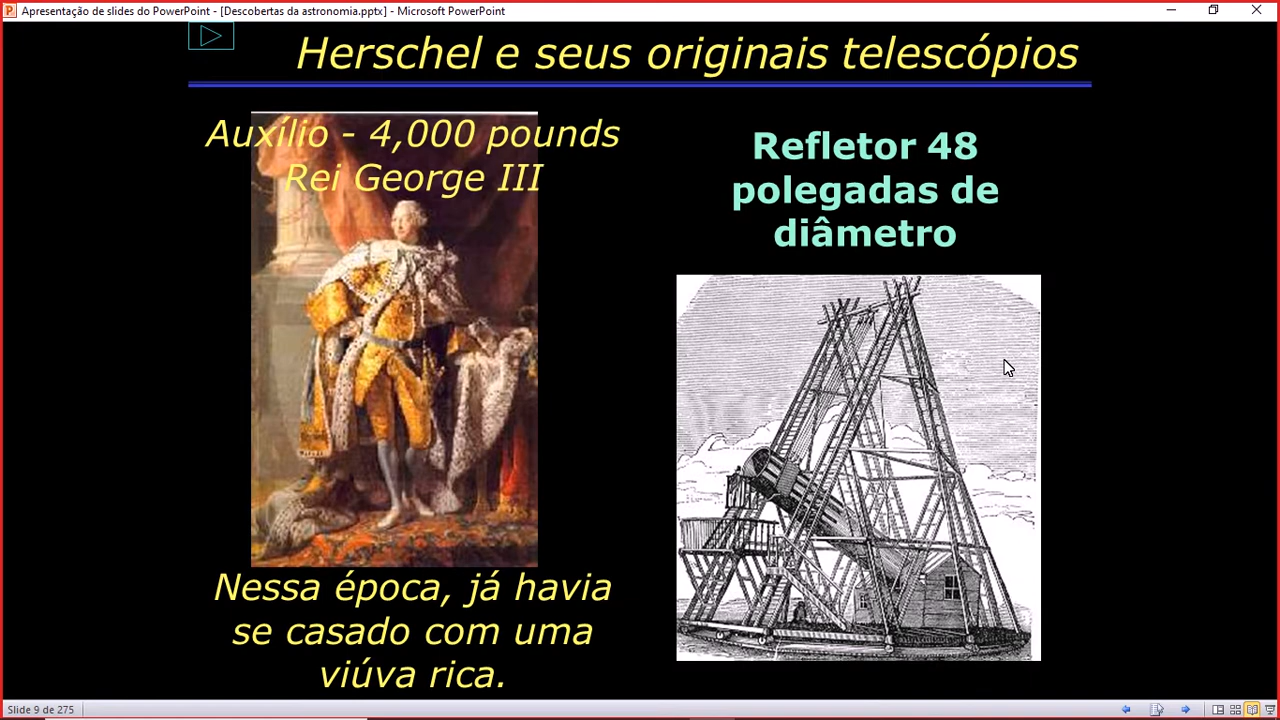 Apresentação de slides do PowerPoint - [Descobertas da astronomia.pptx] - Microsoft PowerPoint
Herschel e seus originais telescópios
Auxílio - 4,000 pounds
Rei George III
Refletor 48
polegadas de
diâmetro
Nessa época, já havia
se casado com uma
viúva rica.
Slide 9 de 275